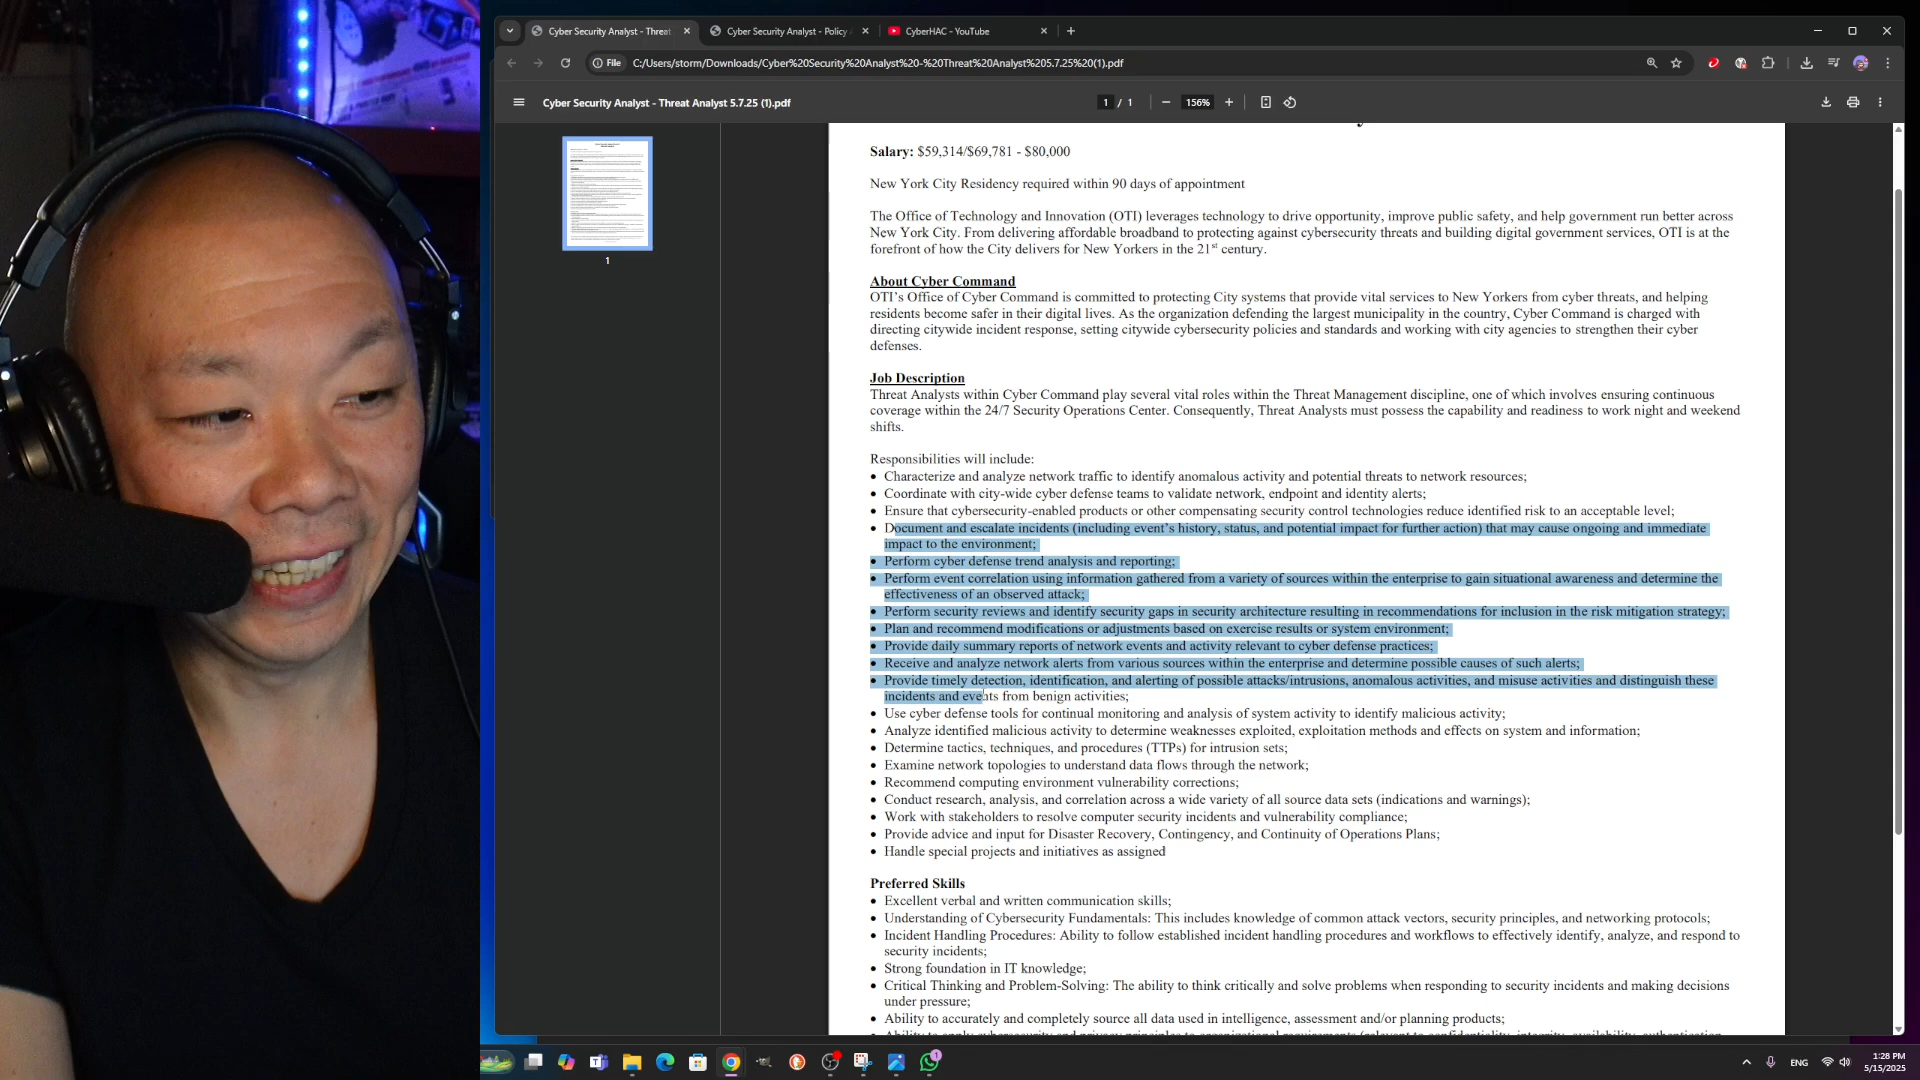 Cyber Security Analyst - Threat
Cyber Security Analyst - Policy
CyberHAC - YouTube
File
C:/Users/storm/Downloads/Cyber%20Security%20Analyst%20-%20Threat%20Analyst%205.7.25%20(1).pdf
Cyber Security Analyst - Threat Analyst 5.7.25 (1).pdf
1 / 1
156%
1
Salary: $59,314/$69,781 - $80,000
New York City Residency required within 90 days of appointment
The Office of Technology and Innovation (OTI) leverages technology to drive opportunity, improve public safety, and help government run better across
New York City. From delivering affordable broadband to protecting against cybersecurity threats and building digital government services, OTI is at the
forefront of how the City delivers for New Yorkers in the 21st century.
About Cyber Command
OTI's Office of Cyber Command is committed to protecting City systems that provide vital services to New Yorkers from cyber threats, and helping
residents become safer in their digital lives. As the organization defending the largest municipality in the country, Cyber Command is charged with
directing citywide incident response, setting citywide cybersecurity policies and standards and working with city agencies to strengthen their cyber
defenses.
Job Description
Threat Analysts within Cyber Command play several vital roles within the Threat Management discipline, one of which involves ensuring continuous
coverage within the 24/7 Security Operations Center. Consequently, Threat Analysts must possess the capability and readiness to work night and weekend
shifts.
Responsibilities will include:
• Characterize and analyze network traffic to identify anomalous activity and potential threats to network resources;
• Coordinate with city-wide cyber defense teams to validate network, endpoint and identity alerts;
• Ensure that cybersecurity-enabled products or other compensating security control technologies reduce identified risk to an acceptable level;
• Document and escalate incidents (including event's history, status, and potential impact for further action) that may cause ongoing and immediate
impact to the environment;
• Perform cyber defense trend analysis and reporting;
• Perform event correlation using information gathered from a variety of sources within the enterprise to gain situational awareness and determine the
effectiveness of an observed attack;
• Perform security reviews and identify security gaps in security architecture resulting in recommendations for inclusion in the risk mitigation strategy;
• Plan and recommend modifications or adjustments based on exercise results or system environment;
• Provide daily summary reports of network events and activity relevant to cyber defense practices;
• Receive and analyze network alerts from various sources within the enterprise and determine possible causes of such alerts;
• Provide timely detection, identification, and alerting of possible attacks/intrusions, anomalous activities, and misuse activities and distinguish these
incidents and events from benign activities;
• Use cyber defense tools for continual monitoring and analysis of system activity to identify malicious activity;
• Analyze identified malicious activity to determine weaknesses exploited, exploitation methods and effects on system and information;
• Determine tactics, techniques, and procedures (TTPs) for intrusion sets;
• Examine network topologies to understand data flows through the network;
• Recommend computing environment vulnerability corrections;
• Conduct research, analysis, and correlation across a wide variety of all source data sets (indications and warnings);
• Work with stakeholders to resolve computer security incidents and vulnerability compliance;
• Provide advice and input for Disaster Recovery, Contingency, and Continuity of Operations Plans;
• Handle special projects and initiatives as assigned
Preferred Skills
• Excellent verbal and written communication skills;
• Understanding of Cybersecurity Fundamentals: This includes knowledge of common attack vectors, security principles, and networking protocols;
• Incident Handling Procedures: Ability to follow established incident handling procedures and workflows to effectively identify, analyze, and respond to
security incidents;
• Strong foundation in IT knowledge;
• Critical Thinking and Problem-Solving: The ability to think critically and solve problems when responding to security incidents and making decisions
under pressure;
• Ability to accurately and completely source all data used in intelligence, assessment and/or planning products;
ENG
1:28 PM
5/15/2025